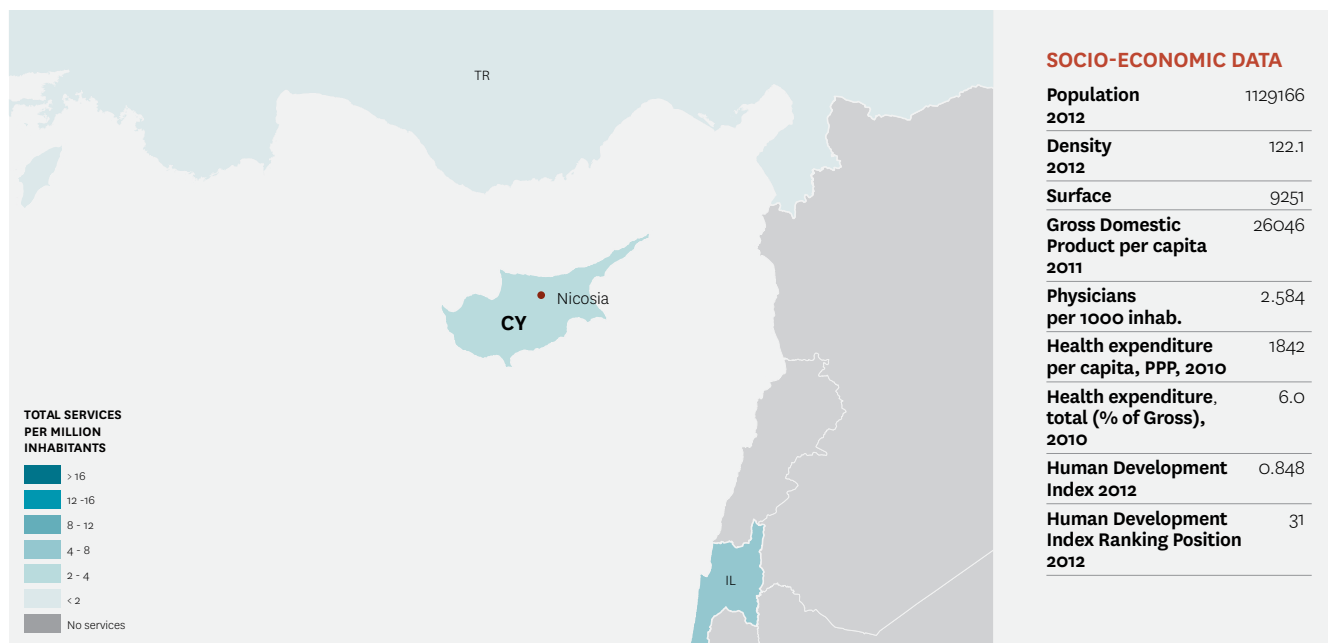 TR
Nicosia
CY
IL
TOTAL SERVICES
PER MILLION
INHABITANTS
> 16
12 -16
8 - 12
4 - 8
2 - 4
< 2
No services
SOCIO-ECONOMIC DATA
Population 1129166
2012
Density 122.1
2012
Surface 9251
Gross Domestic 26046
Product per capita
2011
Physicians 2.584
per 1000 inhab.
Health expenditure 1842
per capita, PPP, 2010
Health expenditure, 6.0
total (% of Gross),
2010
Human Development 0.848
Index 2012
Human Development 31
Index Ranking Position
2012